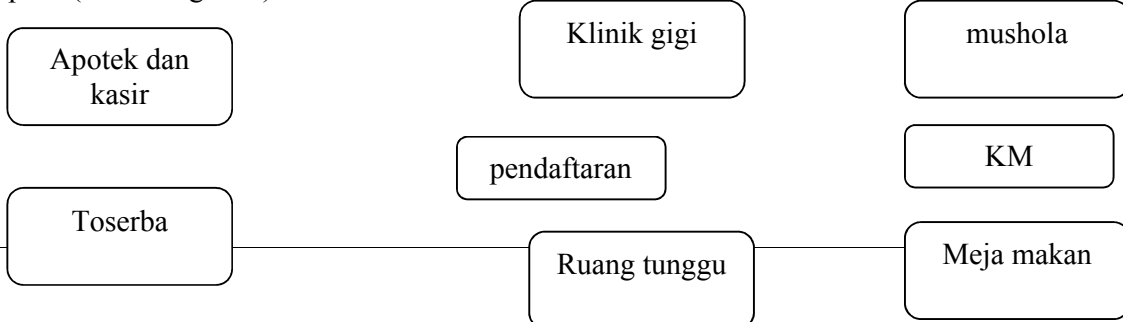 Klinik gigi
mushola
Apotek dan
kasir
pendaftaran
KM
Toserba
Ruang tunggu
Meja makan